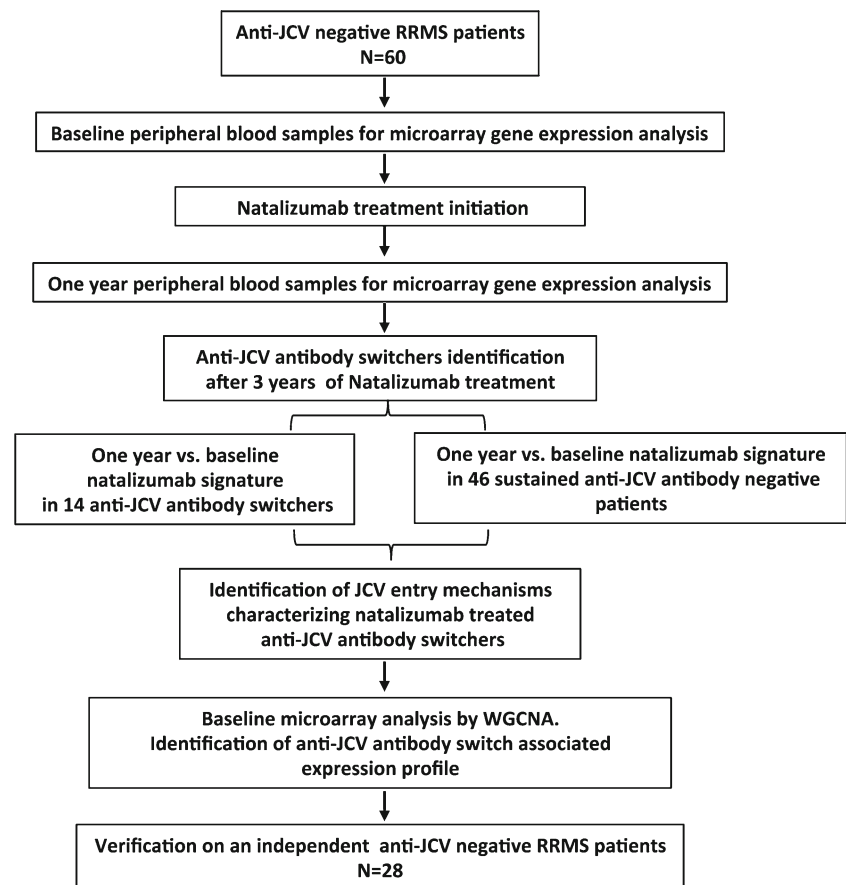 Anti-JCV negative RRMS patients
N=60
Baseline peripheral blood samples for microarray gene expression analysis
Natalizumab treatment initiation
One year peripheral blood samples for microarray gene expression analysis
Anti-JCV antibody switchers identification
after 3 years of Natalizumab treatment
One year vs. baseline
natalizumab signature
in 14 anti-JCV antibody switchers
One year vs. baseline natalizumab signature
in 46 sustained anti-JCV antibody negative
patients
Identification of JCV entry mechanisms
characterizing natalizumab treated
anti-JCV antibody switchers
Baseline microarray analysis by WGCNA.
Identification of anti-JCV antibody switch associated
expression profile
Verification on an independent anti-JCV negative RRMS patients
N=28